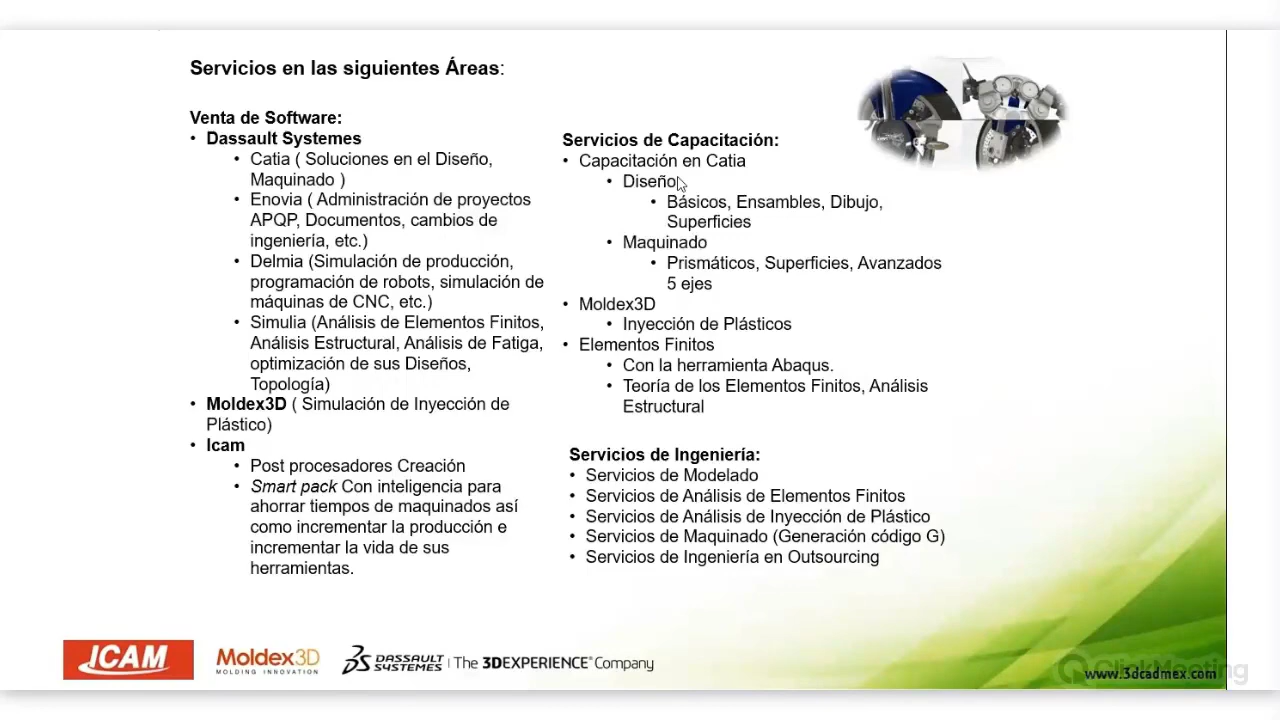 Servicios en las siguientes Áreas:
Venta de Software:
• Dassault Systemes
• Catia ( Soluciones en el Diseño,
Maquinado )
• Enovia ( Administración de proyectos
APQP, Documentos, cambios de
ingeniería, etc.)
• Delmia (Simulación de producción,
programación de robots, simulación de
máquinas de CNC, etc.)
• Simulia (Análisis de Elementos Finitos,
Análisis Estructural, Análisis de Fatiga,
optimización de sus Diseños,
Topología)
• Moldex3D ( Simulación de Inyección de
Plástico)
• Icam
• Post procesadores Creación
• Smart pack Con inteligencia para
ahorrar tiempos de maquinados así
como incrementar la producción e
incrementar la vida de sus
herramientas.
Servicios de Capacitación:
• Capacitación en Catia
• Diseño
• Básicos, Ensambles, Dibujo,
Superficies
• Maquinado
• Prismáticos, Superficies, Avanzados
5 ejes
• Moldex3D
• Inyección de Plásticos
• Elementos Finitos
• Con la herramienta Abaqus.
• Teoría de los Elementos Finitos, Análisis
Estructural
Servicios de Ingeniería:
• Servicios de Modelado
• Servicios de Análisis de Elementos Finitos
• Servicios de Análisis de Inyección de Plástico
• Servicios de Maquinado (Generación código G)
• Servicios de Ingeniería en Outsourcing
ICAM
Moldex3D
MOLDING INNOVATION
DASSAULT
SYSTEMES | The 3DEXPERIENCE® Company
ClickMeeting
www.3dcadmex.com